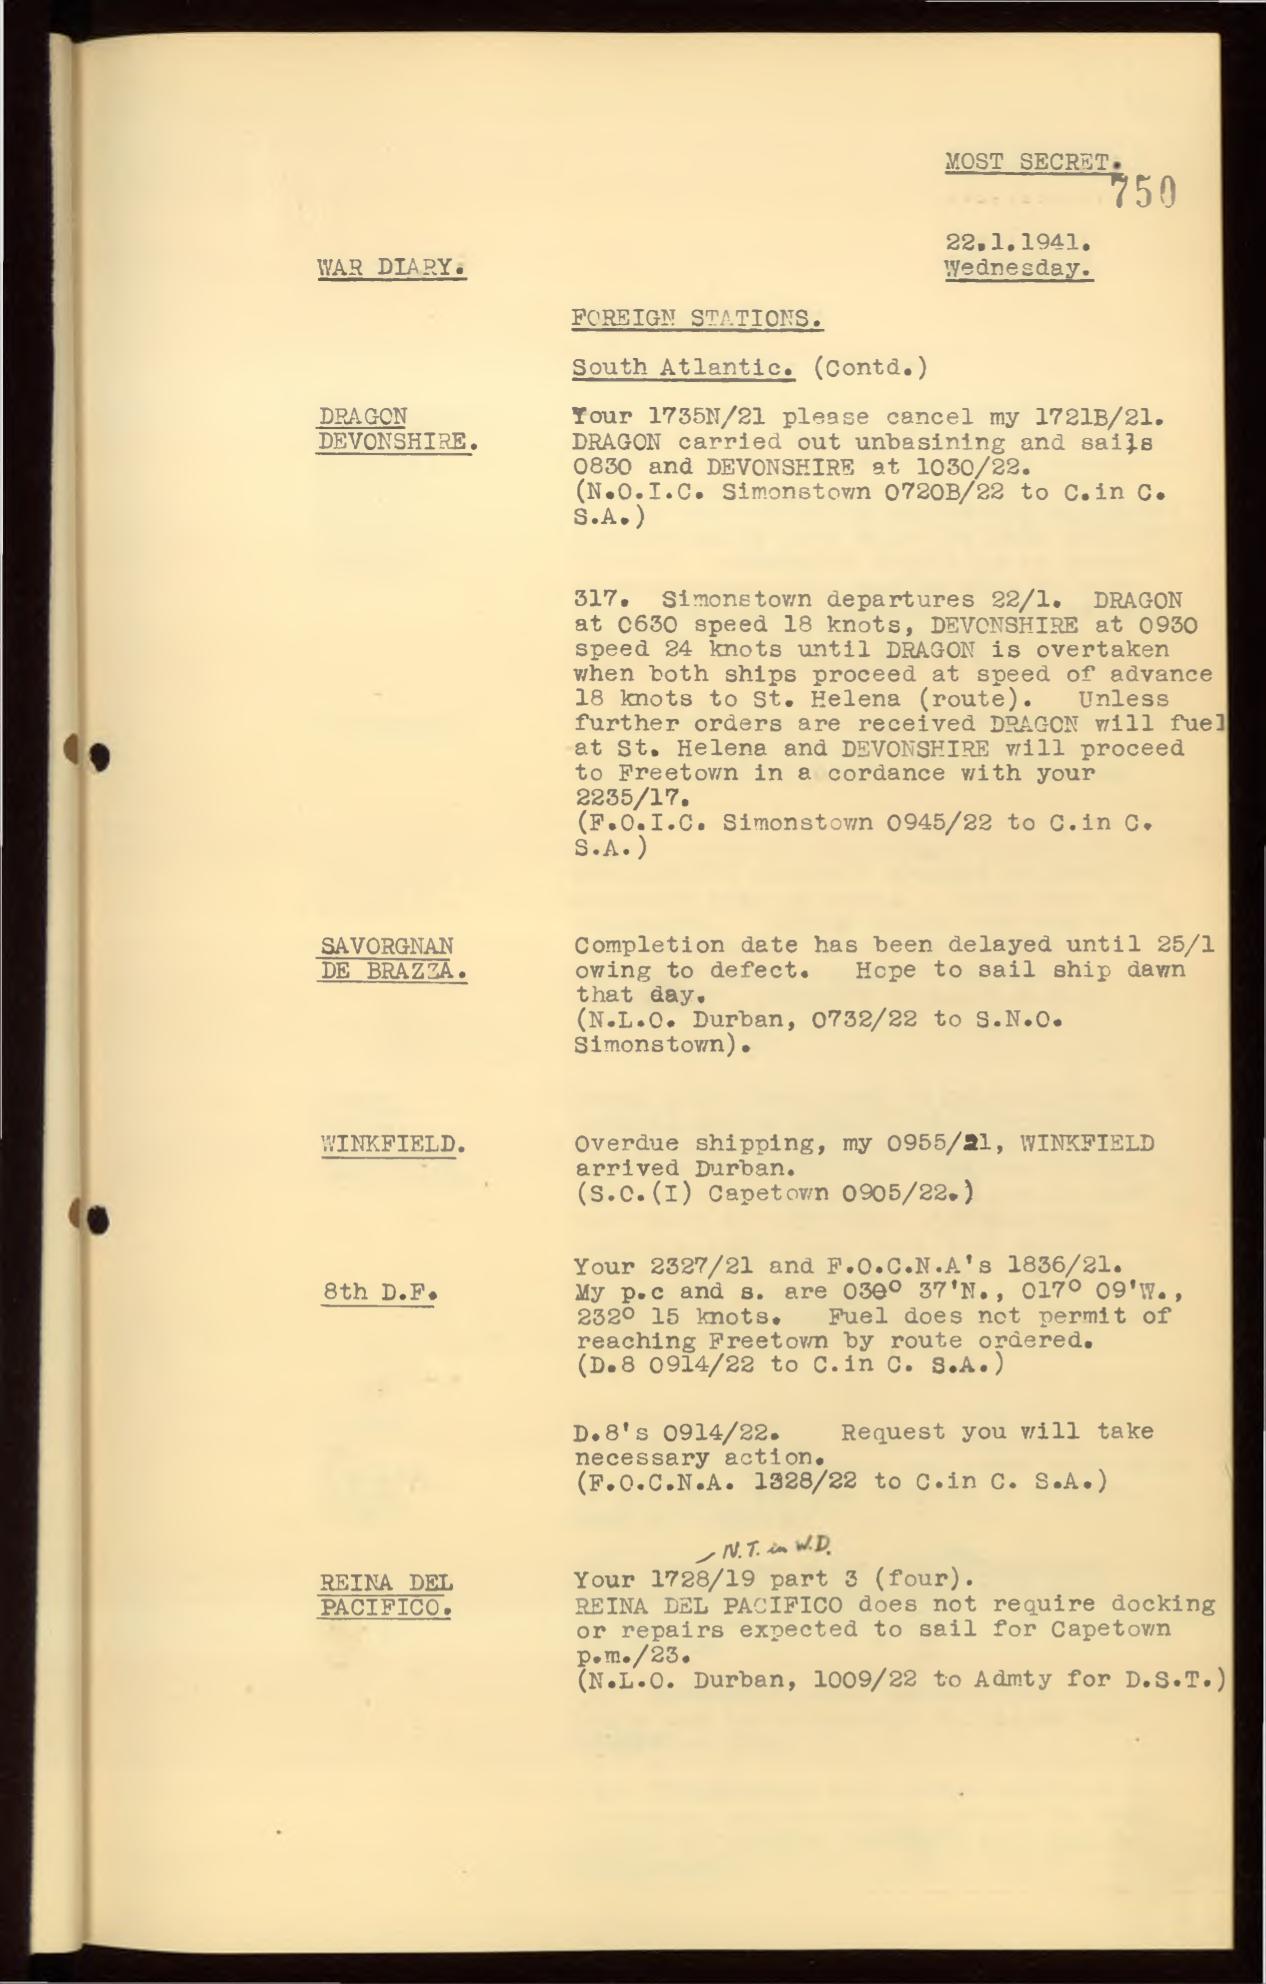 MOST SECRET.
750
22.1.1941.
WAR DIARY.
Wednesday.
FOREIGN STATIONS.
South Atlantic. (Contd.)
DRAGON
DEVONSHIRE.
Your 1735N/21 please cancel my 1721B/21.
DRAGON carried out unbasining and sails
0830 and DEVONSHIRE at 1030/22.
(N.O.I.C. Simonstown 0720B/22 to C.in C.
S.A.)
317. Simonstown departures 22/1. DRAGON
at 0630 speed 18 knots, DEVONSHIRE at 0930
speed 24 knots until DRAGON is overtaken
when both ships proceed at speed of advance
18 knots to St. Helena (route). Unless
further orders are received DRAGON will fuel
at St. Helena and DEVONSHIRE will proceed
to Freetown in a cordance with your
2235/17.
(F.O.I.C. Simonstown 0945/22 to C.in C.
S.A.)
SAVORGNAN
DE BRAZZA.
Completion date has been delayed until 25/1
owing to defect. Hope to sail ship dawn
that day.
(N.L.O. Durban, 0732/22 to S.N.O.
Simonstown).
WINKFIELD.
Overdue shipping, my 0955/21, WINKFIELD
arrived Durban.
(S.C.(I) Capetown 0905/22.)
8th D.F.
Your 2327/21 and F.O.C.N.A's 1836/21.
My p.c and s. are 030° 37'N., 017° 09'W.,
232° 15 knots. Fuel does not permit of
reaching Freetown by route ordered.
(D.8 0914/22 to C.in C. S.A.)
D.8's 0914/22. Request you will take
necessary action.
(F.O.C.N.A. 1328/22 to C.in C. S.A.)
N.T. in W.D.
REINA DEL
PACIFICO.
Your 1728/19 part 3 (four).
REINA DEL PACIFICO does not require docking
or repairs expected to sail for Capetown
p.m./23.
(N.L.O. Durban, 1009/22 to Admty for D.S.T.)